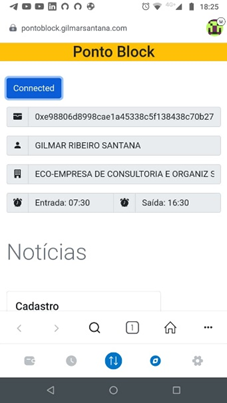 18:25
pontoblock.gilmarsantana.com
Ponto Block
Connected
0xe98806d8998cae1a45338c5f138438c70b27
GILMAR RIBEIRO SANTANA
ECO-EMPRESA DE CONSULTORIA E ORGANIZ S
Entrada: 07:30 Saída: 16:30
Notícias
Cadastro
1